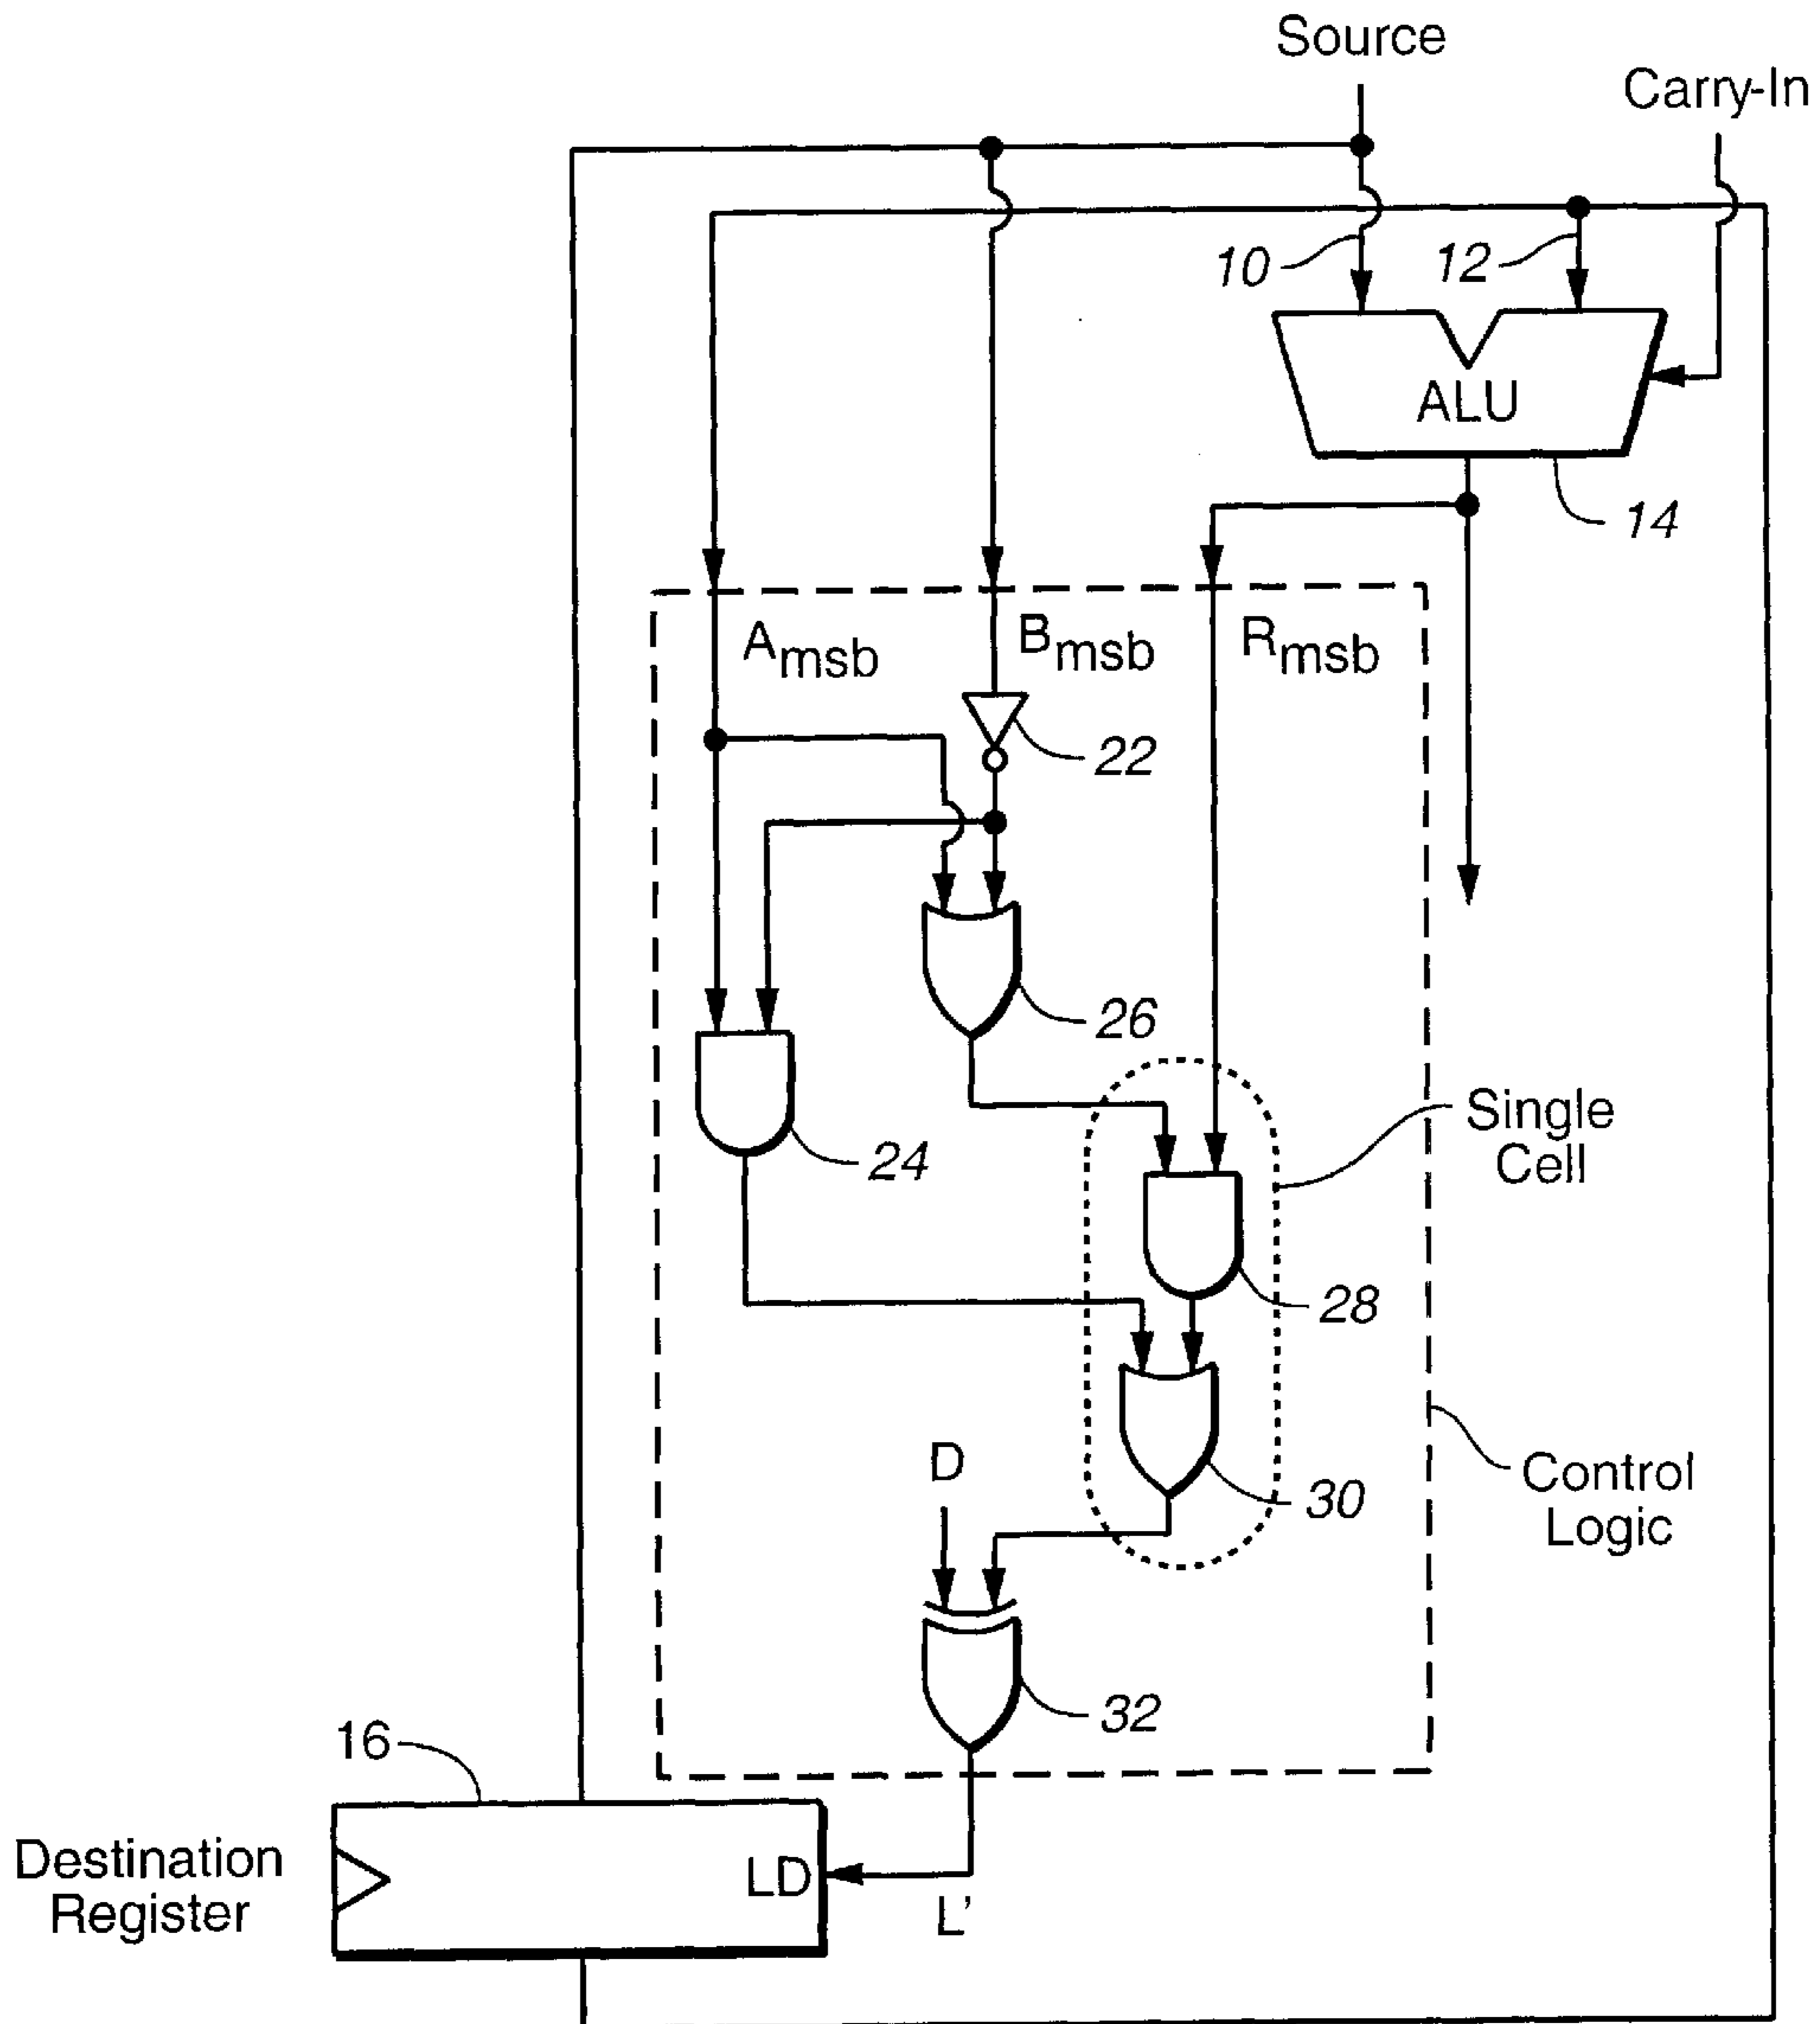 Source
Carry-In
10
12
ALU
14
Amsb
Bmsb
Rmsb
22
26
24
Single
Cell
28
D
30
Control
Logic
32
16
LD
Destination
Register
L'